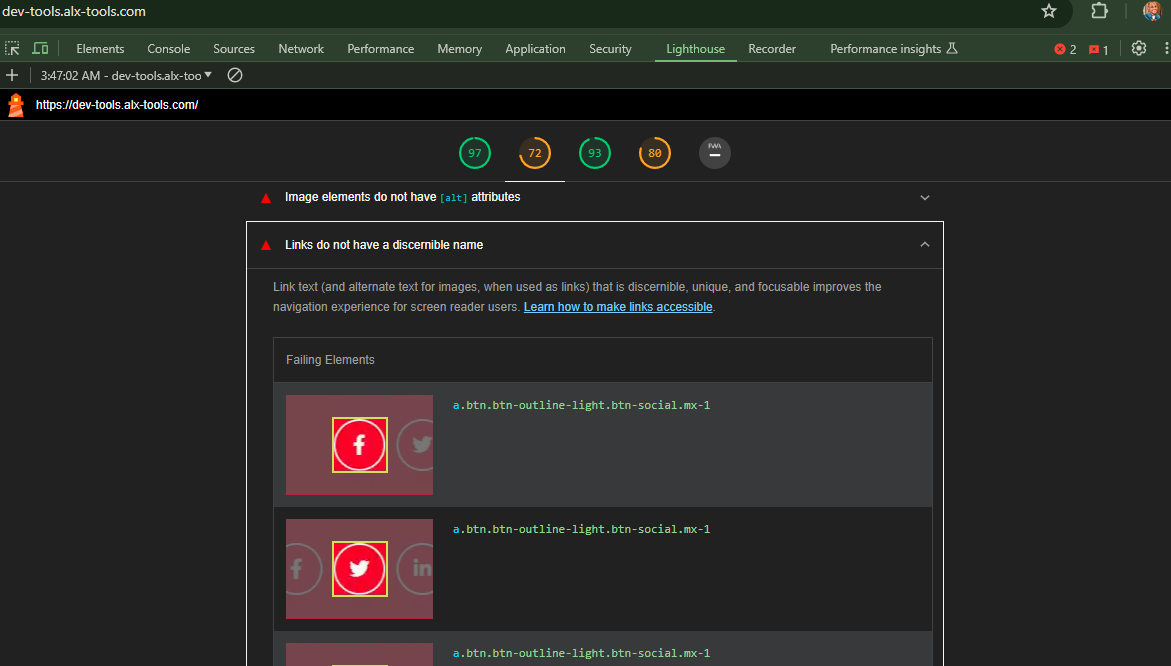 dev-tools.alx-tools.com
Elements Console Sources Network Performance Memory Application Security Lighthouse Recorder Performance insights 2 1
3:47:02 AM - dev-tools.alx-too
https://dev-tools.alx-tools.com/
97 72 93 80 PWA
Image elements do not have [alt] attributes
Links do not have a discernible name
Link text (and alternate text for images, when used as links) that is discernible, unique, and focusable improves the
navigation experience for screen reader users. Learn how to make links accessible.
Failing Elements
a.btn.btn-outline-light.btn-social.mx-1
f
a.btn.btn-outline-light.btn-social.mx-1
f in
a.btn.btn-outline-light.btn-social.mx-1